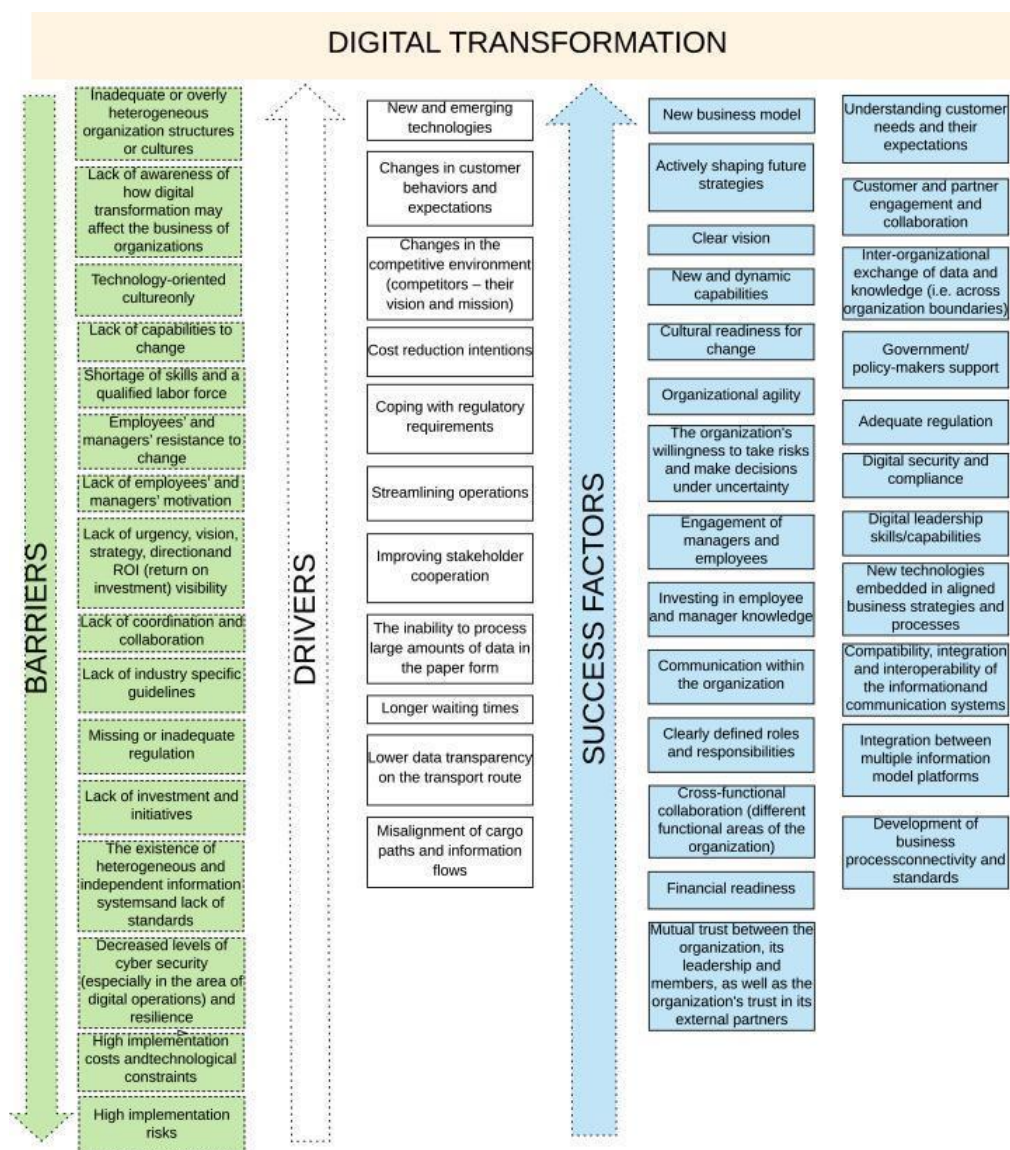 DIGITAL TRANSFORMATION
BARRIERS
Inadequate or overly
heterogeneous
organization structures
or cultures
Lack of awareness of
how digital
transformation may
affect the business of
organizations
Technology-oriented
cultureonly
Lack of capabilities to
change
Shortage of skills and a
qualified labor force
Employees' and
managers' resistance to
change
Lack of employees' and
managers' motivation
Lack of urgency, vision,
strategy, directionand
ROI (return on
investment) visibility
Lack of coordination and
collaboration
Lack of industry specific
guidelines
Missing or inadequate
regulation
Lack of investment and
initiatives
The existence of
heterogeneous and
independent information
systemsand lack of
standards
Decreased levels of
cyber security
(especially in the area of
digital operations) and
resilience
High implementation
costs andtechnological
constraints
High implementation
risks
DRIVERS
New and emerging
technologies
Changes in customer
behaviors and
expectations
Changes in the
competitive environment
(competitors – their
vision and mission)
Cost reduction intentions
Coping with regulatory
requirements
Streamlining operations
Improving stakeholder
cooperation
The inability to process
large amounts of data in
the paper form
Longer waiting times
Lower data transparency
on the transport route
Misalignment of cargo
paths and information
flows
SUCCESS FACTORS
New business model
Actively shaping future
strategies
Clear vision
New and dynamic
capabilities
Cultural readiness for
change
Organizational agility
The organization's
willingness to take risks
and make decisions
under uncertainty
Engagement of
managers and
employees
Investing in employee
and manager knowledge
Communication within
the organization
Clearly defined roles
and responsibilities
Cross-functional
collaboration (different
functional areas of the
organization)
Financial readiness
Mutual trust between the
organization, its
leadership and
members, as well as the
organization's trust in its
external partners
Understanding customer
needs and their
expectations
Customer and partner
engagement and
collaboration
Inter-organizational
exchange of data and
knowledge (i.e. across
organization boundaries)
Government/
policy-makers support
Adequate regulation
Digital security and
compliance
Digital leadership
skills/capabilities
New technologies
embedded in aligned
business strategies and
processes
Compatibility, integration
and interoperability of
the informationand
communication systems
Integration between
multiple information
model platforms
Development of
business
processconnectivity and
standards